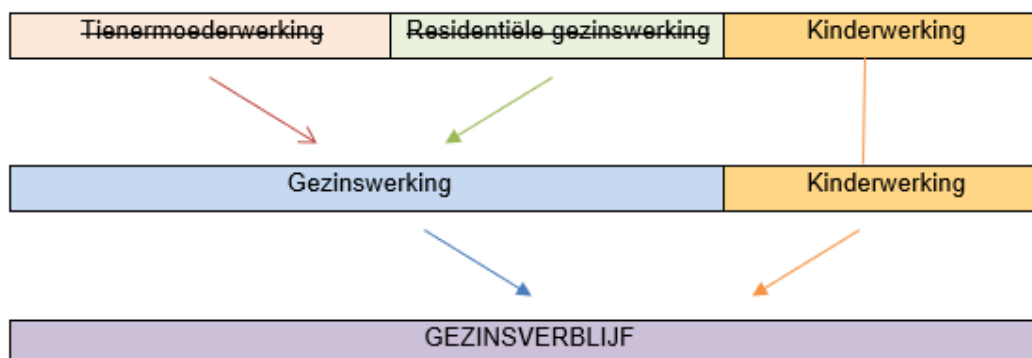 Tienermoederwerking Residentiële gezinswerking Kinderwerking
Gezinswerking Kinderwerking
GEZINSVERBLIJF